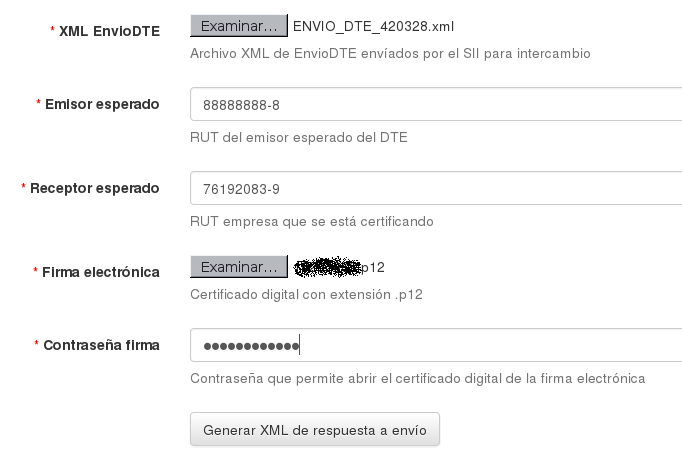 * XML EnvioDTE Examinar... ENVIO_DTE_420328.xml
Archivo XML de EnvioDTE envíados por el SII para intercambio
* Emisor esperado 88888888-8
RUT del emisor esperado del DTE
* Receptor esperado 76192083-9
RUT empresa que se está certificando
* Firma electrónica Examinar... p12
Certificado digital con extensión .p12
* Contraseña firma ●●●●●●●●●●●●
Contraseña que permite abrir el certificado digital de la firma electrónica
Generar XML de respuesta a envío